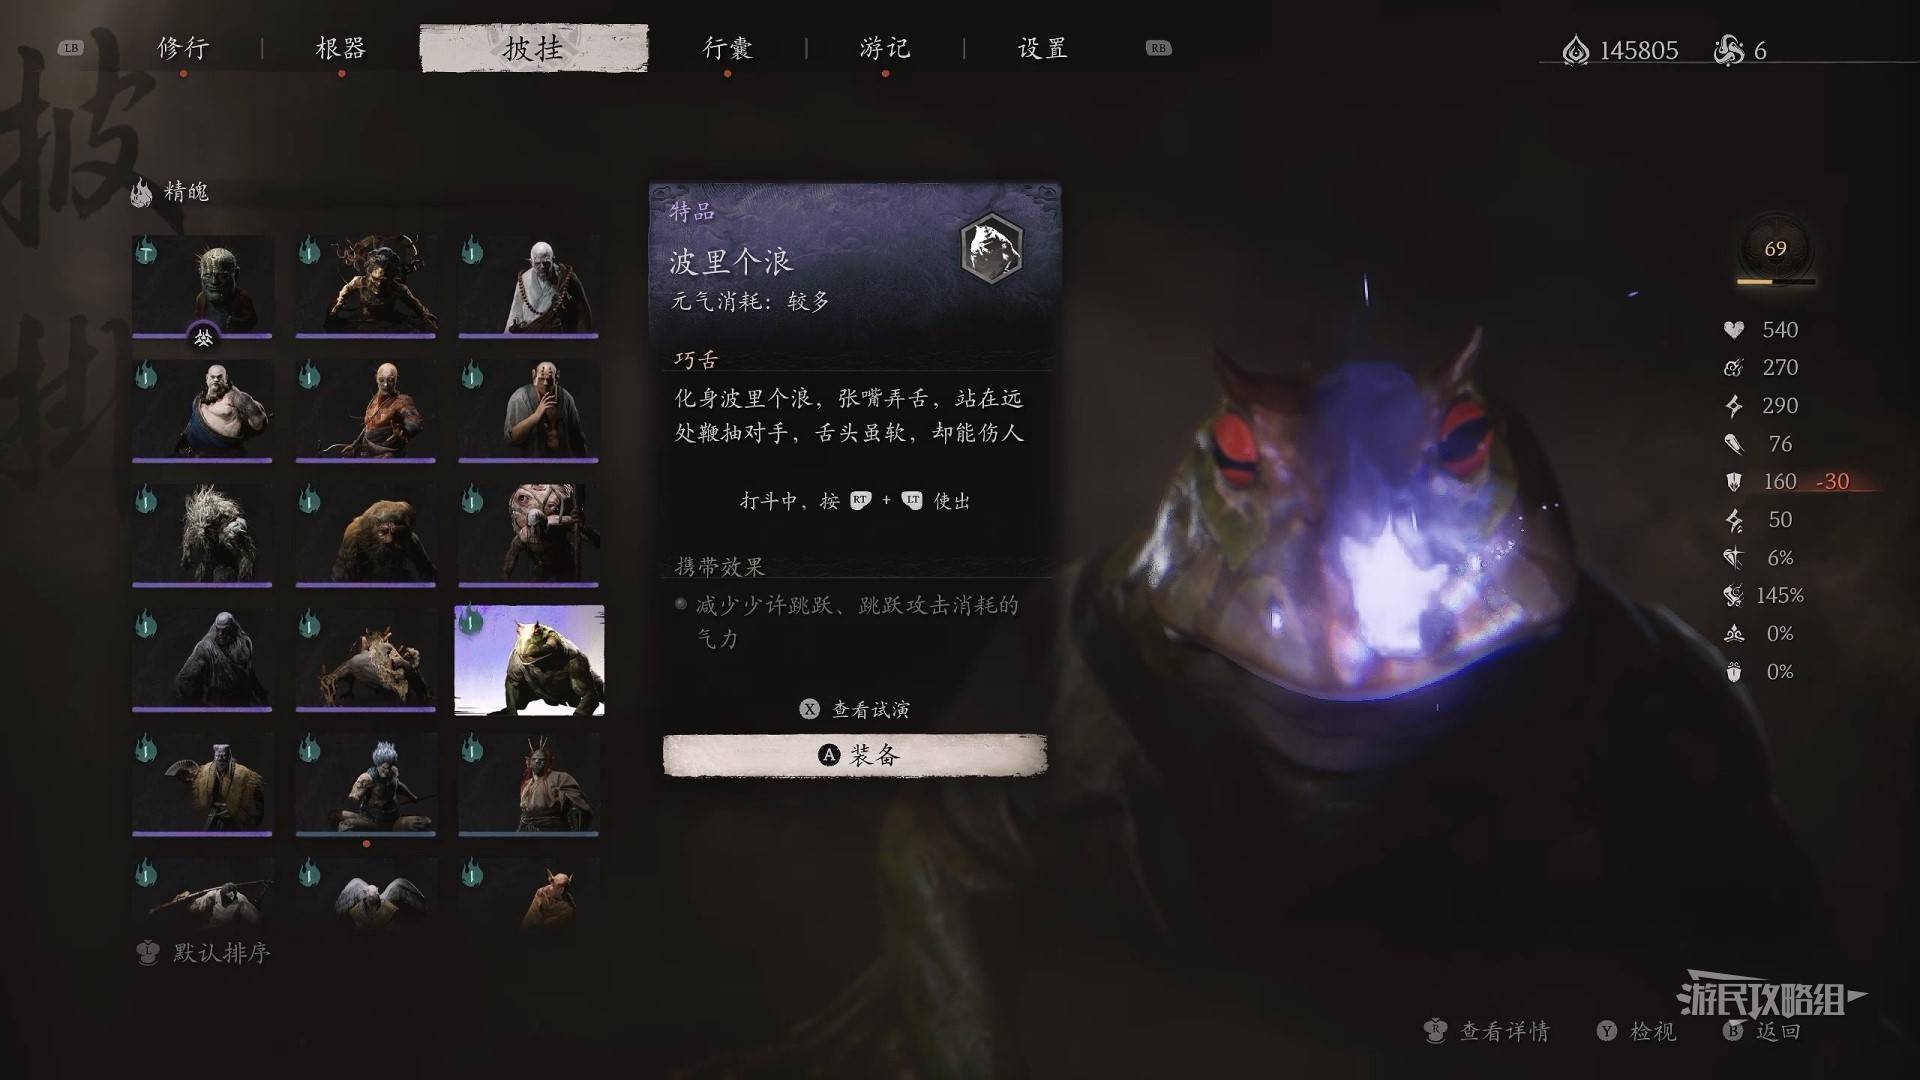 LB 修行 根器 披挂 行囊 游记 设置 RB 145805 6
披挂
精魄
特品
波里个浪
元气消耗：较多
巧舌
化身波里个浪，张嘴弄舌，站在远
处鞭抽对手，舌头虽软，却能伤人
打斗中，按 RT + LT 使出
携带效果
减少少许跳跃、跳跃攻击消耗的
气力
X 查看试演
A 装备
69
540
270
290
76
160 -30
50
6%
145%
0%
0%
L 默认排序
游民攻略组
R 查看详情 Y 检视 B 返回